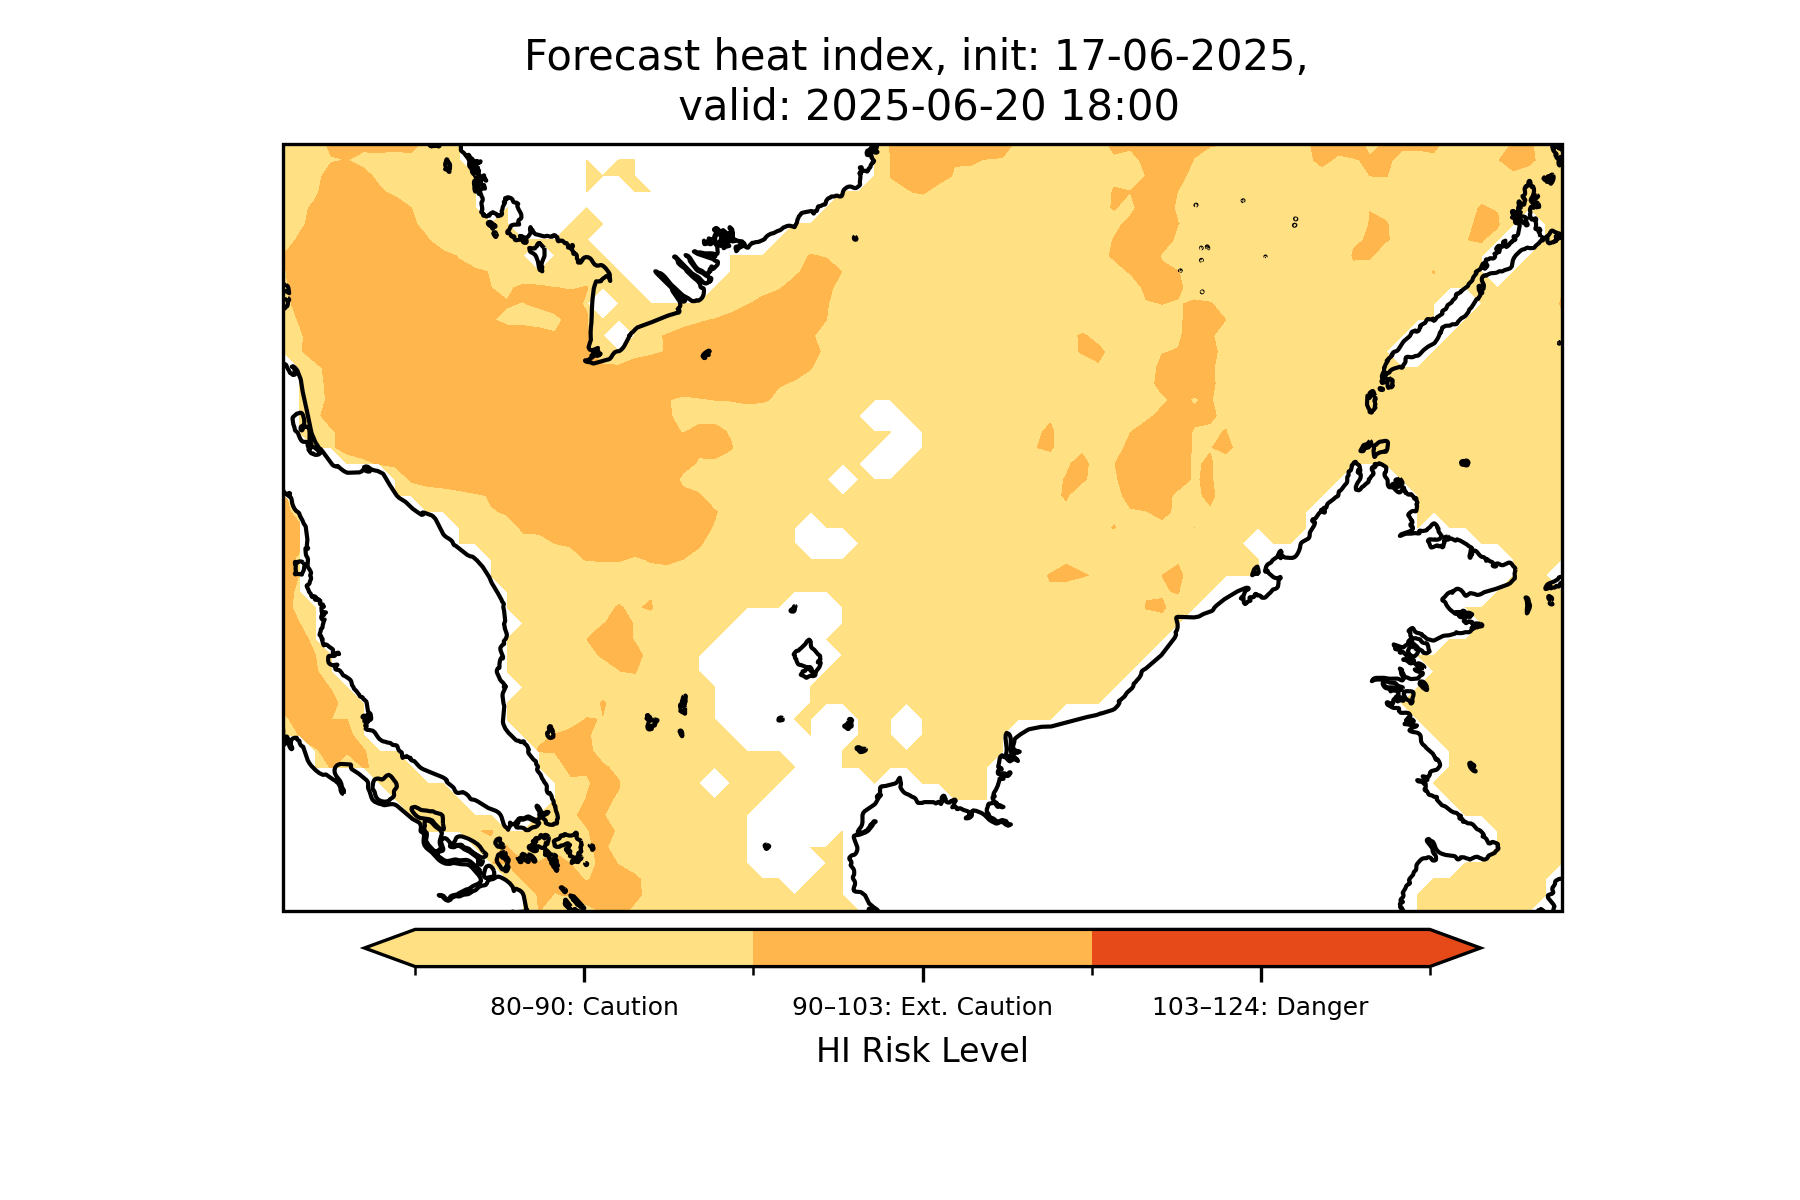 Forecast heat index, init: 17-06-2025,
valid: 2025-06-20 18:00
80–90: Caution
90–103: Ext. Caution
103–124: Danger
HI Risk Level